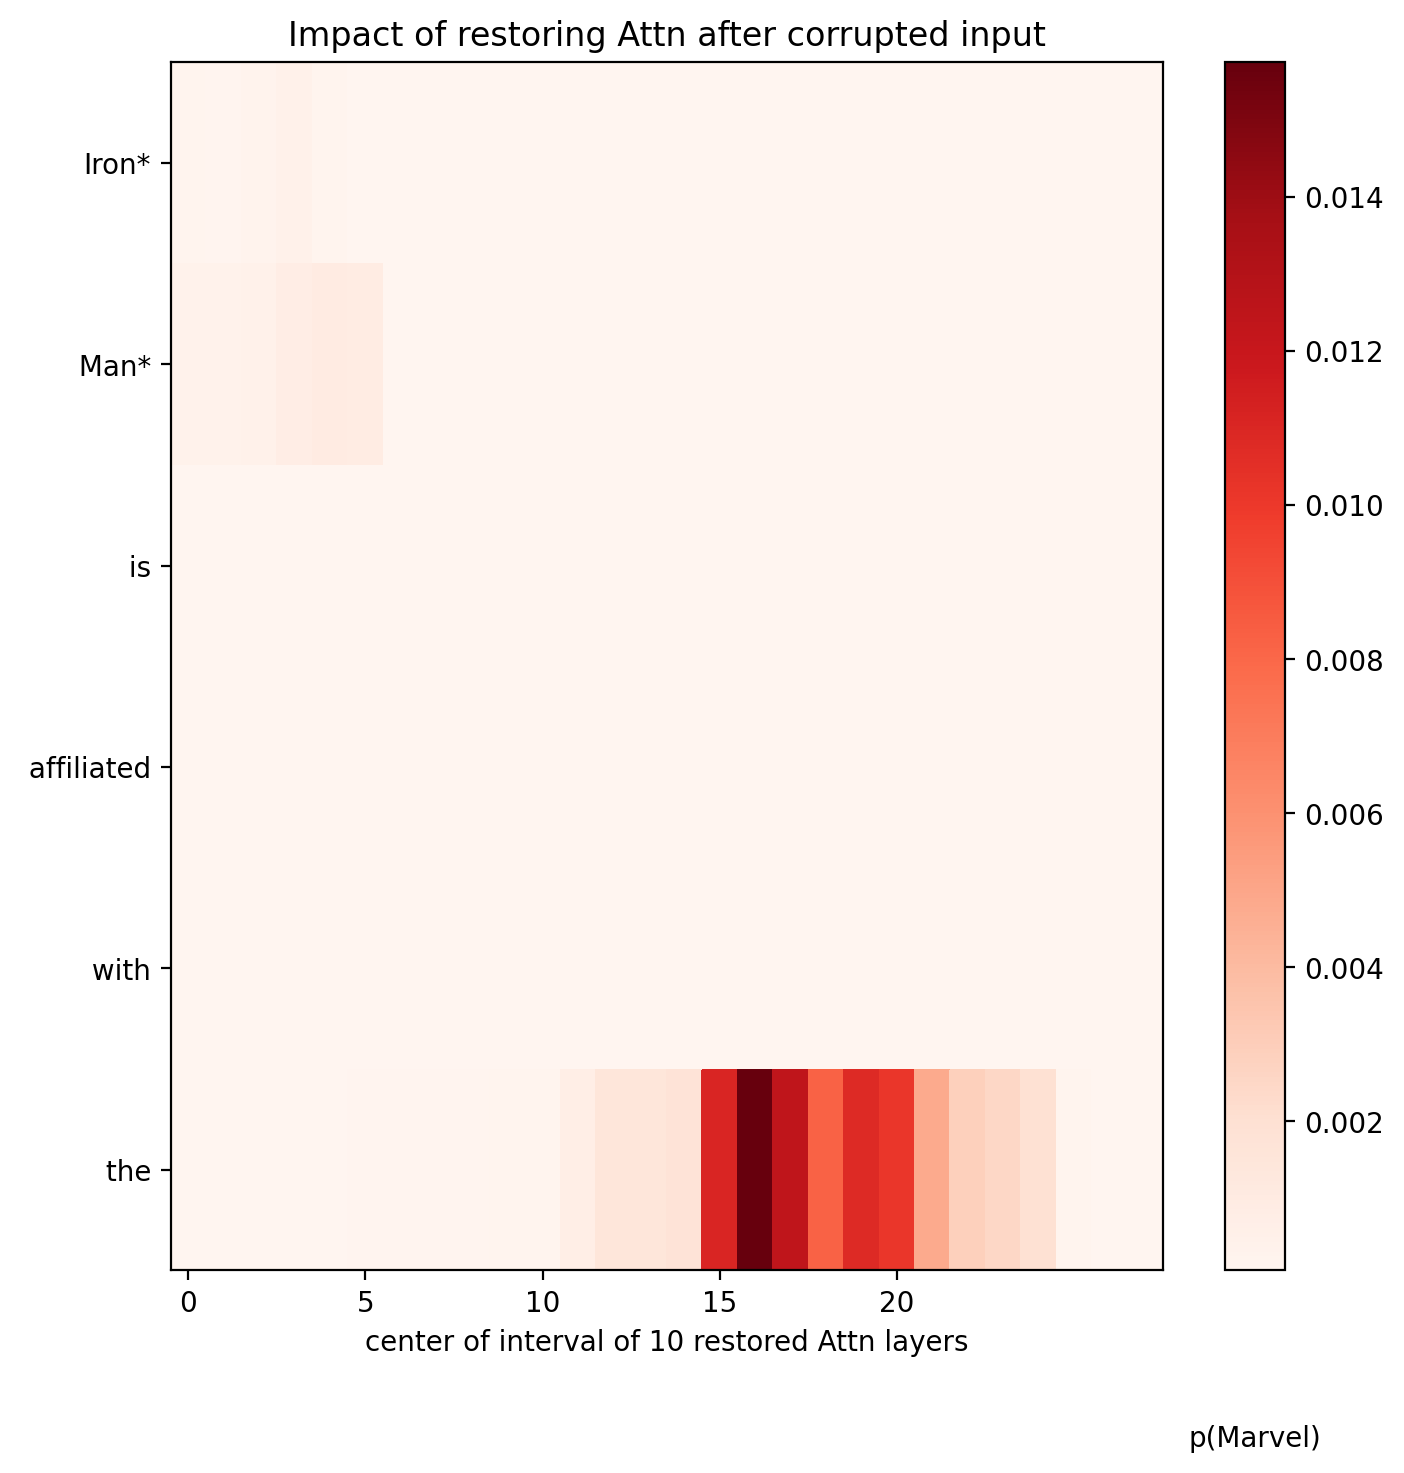 Impact of restoring Attn after corrupted input
Iron*
Man*
is
affiliated
with
the
0 5 10 15 20
center of interval of 10 restored Attn layers
0.014
0.012
0.010
0.008
0.006
0.004
0.002
p(Marvel)